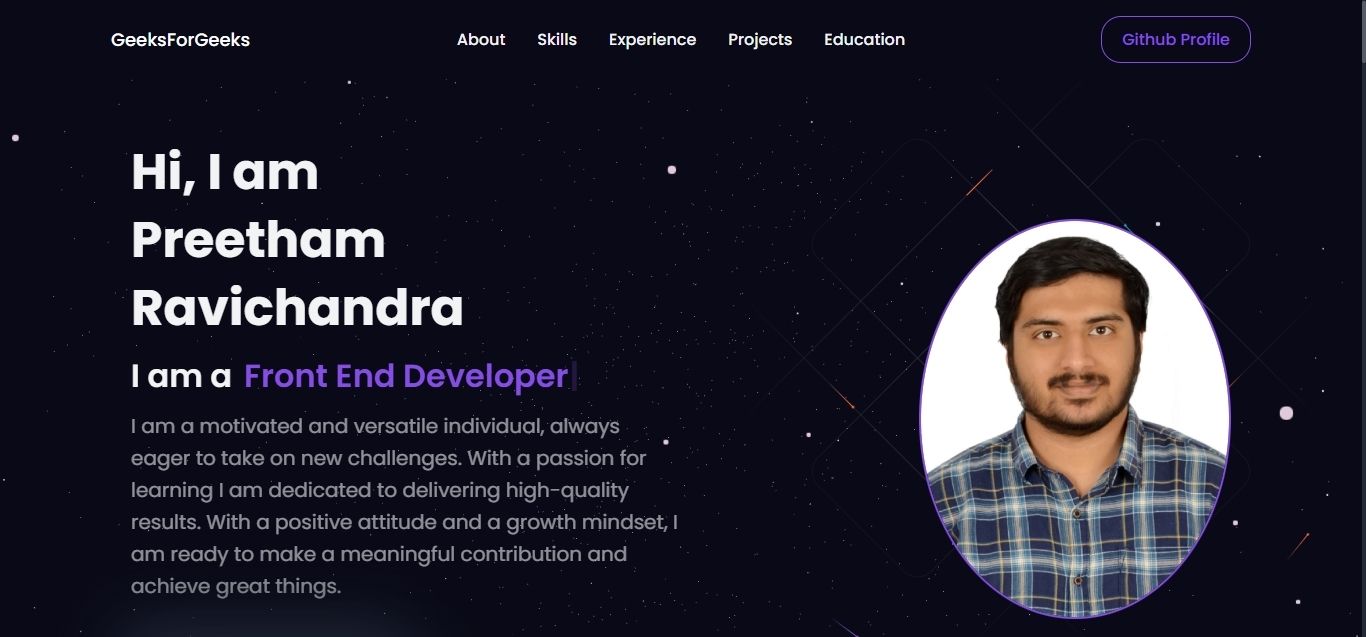 GeeksForGeeks
About Skills Experience Projects Education
Github Profile
Hi, I am
Preetham
Ravichandra
I am a Front End Developer
I am a motivated and versatile individual, always
eager to take on new challenges. With a passion for
learning I am dedicated to delivering high-quality
results. With a positive attitude and a growth mindset, I
am ready to make a meaningful contribution and
achieve great things.